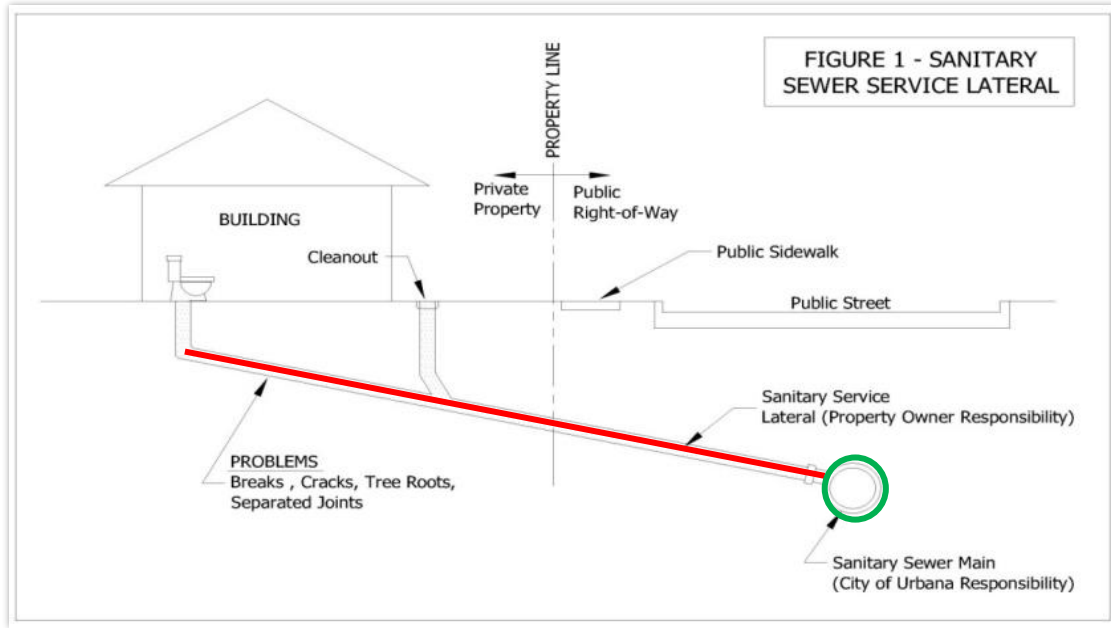 FIGURE 1 - SANITARY
SEWER SERVICE LATERAL
PROPERTY LINE
Private
Property
Public
Right-of-Way
BUILDING
Cleanout
Public Sidewalk
Public Street
Sanitary Service
Lateral (Property Owner Responsibility)
PROBLEMS
Breaks , Cracks, Tree Roots,
Separated Joints
Sanitary Sewer Main
(City of Urbana Responsibility)